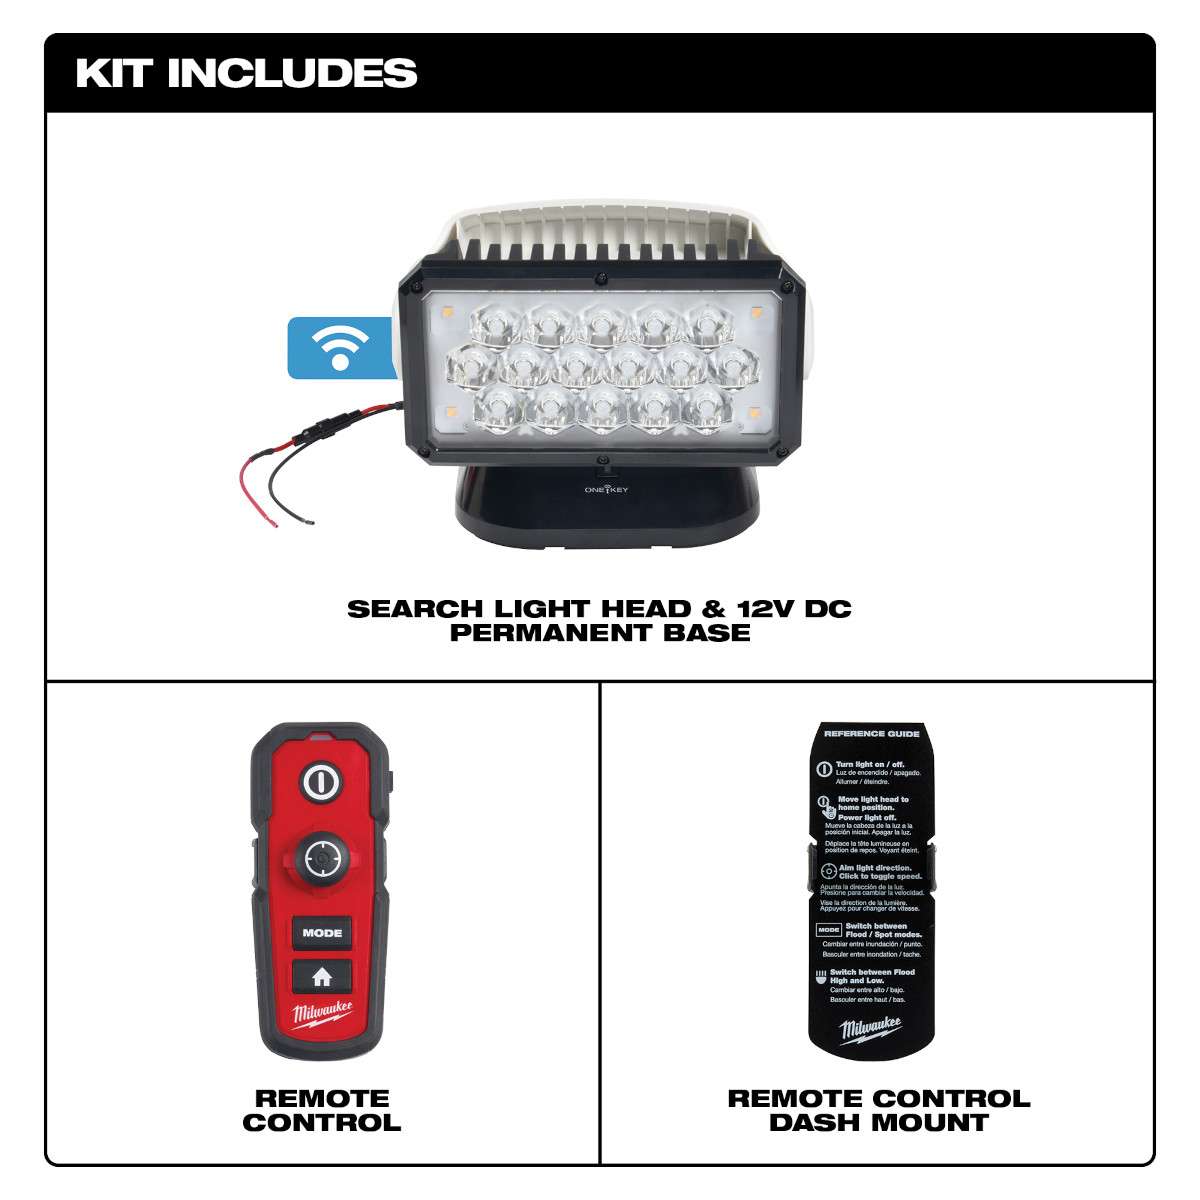 KIT INCLUDES
ONE KEY
SEARCH LIGHT HEAD & 12V DC
PERMANENT BASE
MODE
Milwaukee
REMOTE
CONTROL
REFERENCE GUIDE
Turn light on / off.
Luz de encendido / apagado.
Allumer / éteindre.
Move light head to
home position.
Power light off.
Mueve la cabeza de la luz a la
posición inicial. Apagar la luz.
Déplace la tête lumineuse en
position de repos. Voyant éteint.
Aim light direction.
Click to toggle speed.
Apunta la dirección de la luz.
Presione para cambiar la velocidad.
Vise la direction de la lumière.
Appuyez pour changer de vitesse.
MODE
Switch between
Flood / Spot modes.
Cambiar entre inundación / punto.
Basculer entre inondation / tache.
Switch between Flood
High and Low.
Cambiar entre alto / bajo.
Basculer entre haut / bas.
Milwaukee
REMOTE CONTROL
DASH MOUNT